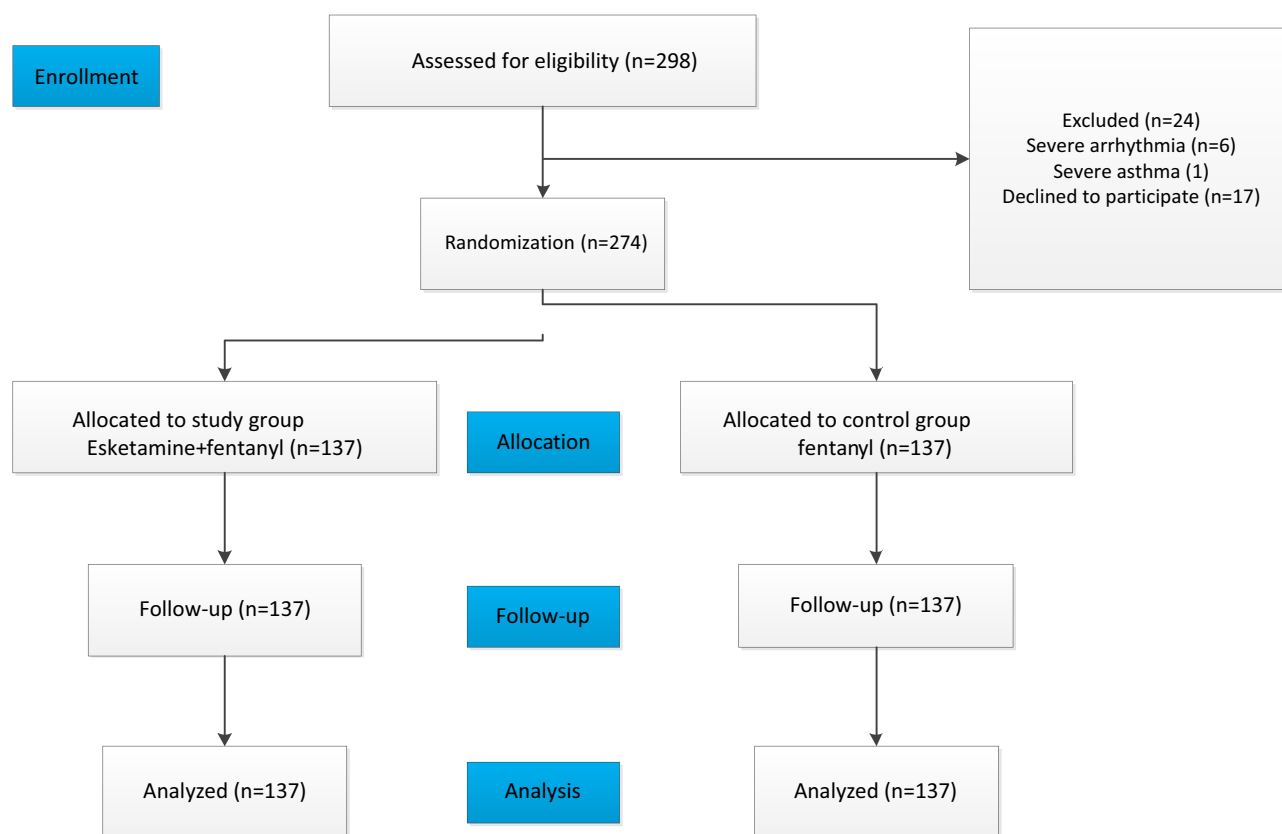 Enrollment
Assessed for eligibility (n=298)
Excluded (n=24)
Severe arrhythmia (n=6)
Severe asthma (1)
Declined to participate (n=17)
Randomization (n=274)
Allocated to study group
Esketamine+fentanyl (n=137)
Allocation
Allocated to control group
fentanyl (n=137)
Follow-up (n=137)
Follow-up
Follow-up (n=137)
Analyzed (n=137)
Analysis
Analyzed (n=137)